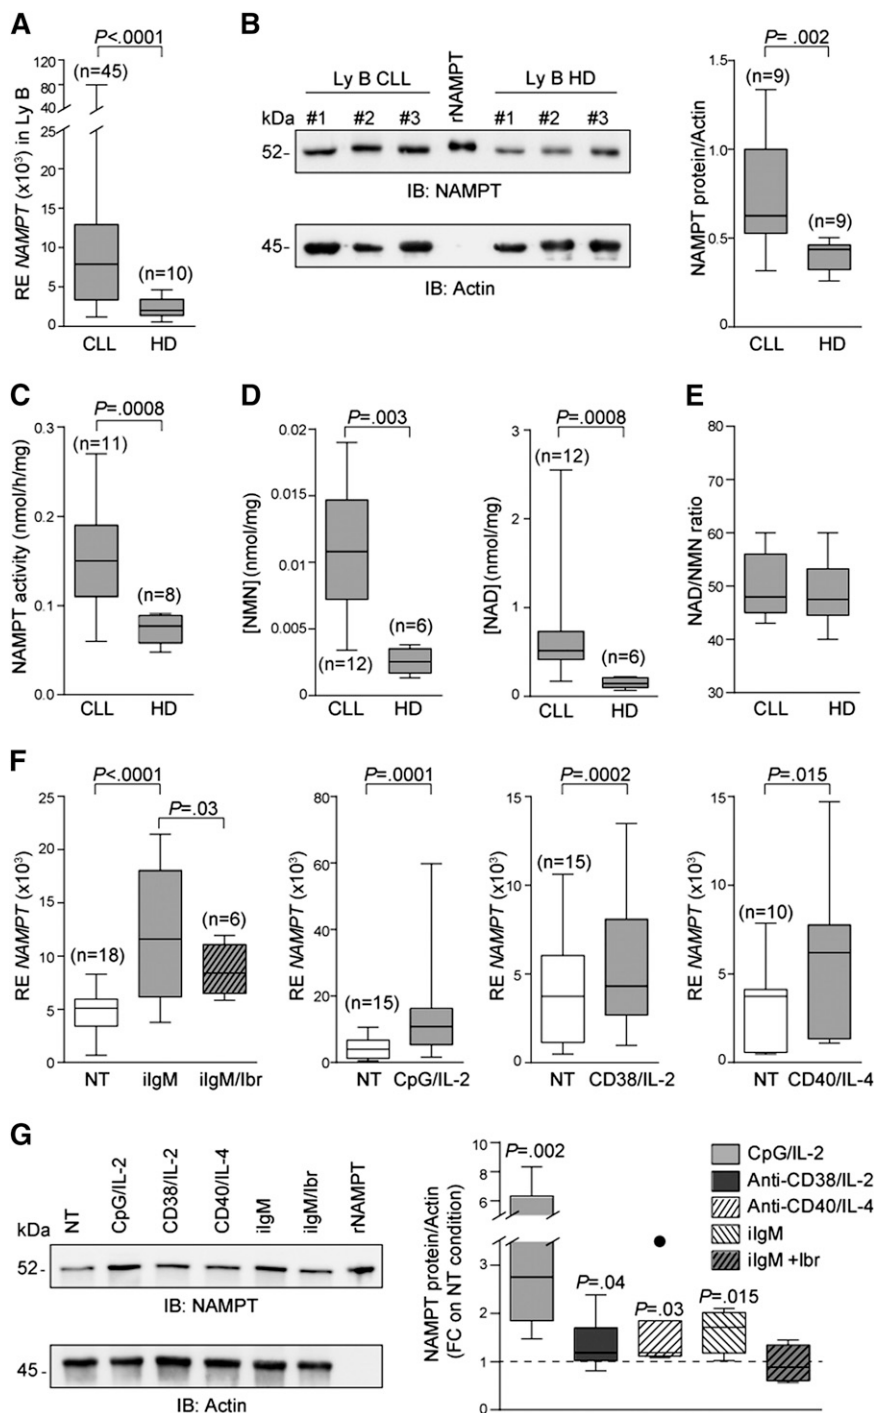 A
P<.0001
(n=45)
120
80
40
25
20
15
10
5
0
RE NAMPT (x10³) in Ly B
(n=10)
CLL HD
B
Ly B CLL rNAMPT Ly B HD
kDa #1 #2 #3 #1 #2 #3
52-
IB: NAMPT
45-
IB: Actin
P= .002
1.5
(n=9)
1.0
(n=9)
0.5
0
NAMPT protein/Actin
CLL HD
C
P=.0008
0.3
(n=11)
0.2
(n=8)
0.1
0.0
NAMPT activity (nmol/h/mg)
CLL HD
D
P=.003
0.02
0.015
0.01
0.005
0
[NMN] (nmol/mg)
(n=6)
(n=12)
CLL HD
P=.0008
3
(n=12)
2
1
(n=6)
0
[NAD] (nmol/mg)
CLL HD
E
80
70
60
50
40
30
NAD/NMN ratio
CLL HD
F
P<.0001
P=.03
25
20
15
10
5
0
RE NAMPT (x10³)
(n=18)
(n=6)
NT iIgM iIgM/Ibr
P=.0001
80
60
40
20
0
RE NAMPT (x10³)
(n=15)
NT CpG/IL-2
P=.0002
15
(n=15)
10
5
0
RE NAMPT (x10³)
NT CD38/IL-2
P=.015
15
10
(n=10)
5
0
RE NAMPT (x10³)
NT CD40/IL-4
G
kDa NT CpG/IL-2 CD38/IL-2 CD40/IL-4 iIgM iIgM/Ibr rNAMPT
52-
IB: NAMPT
45-
IB: Actin
10
8
6
3
2
1
0
NAMPT protein/Actin
(FC on NT condition)
P=.002
P=.04
P=.03
P=.015
CpG/IL-2
Anti-CD38/IL-2
Anti-CD40/IL-4
iIgM
iIgM +Ibr